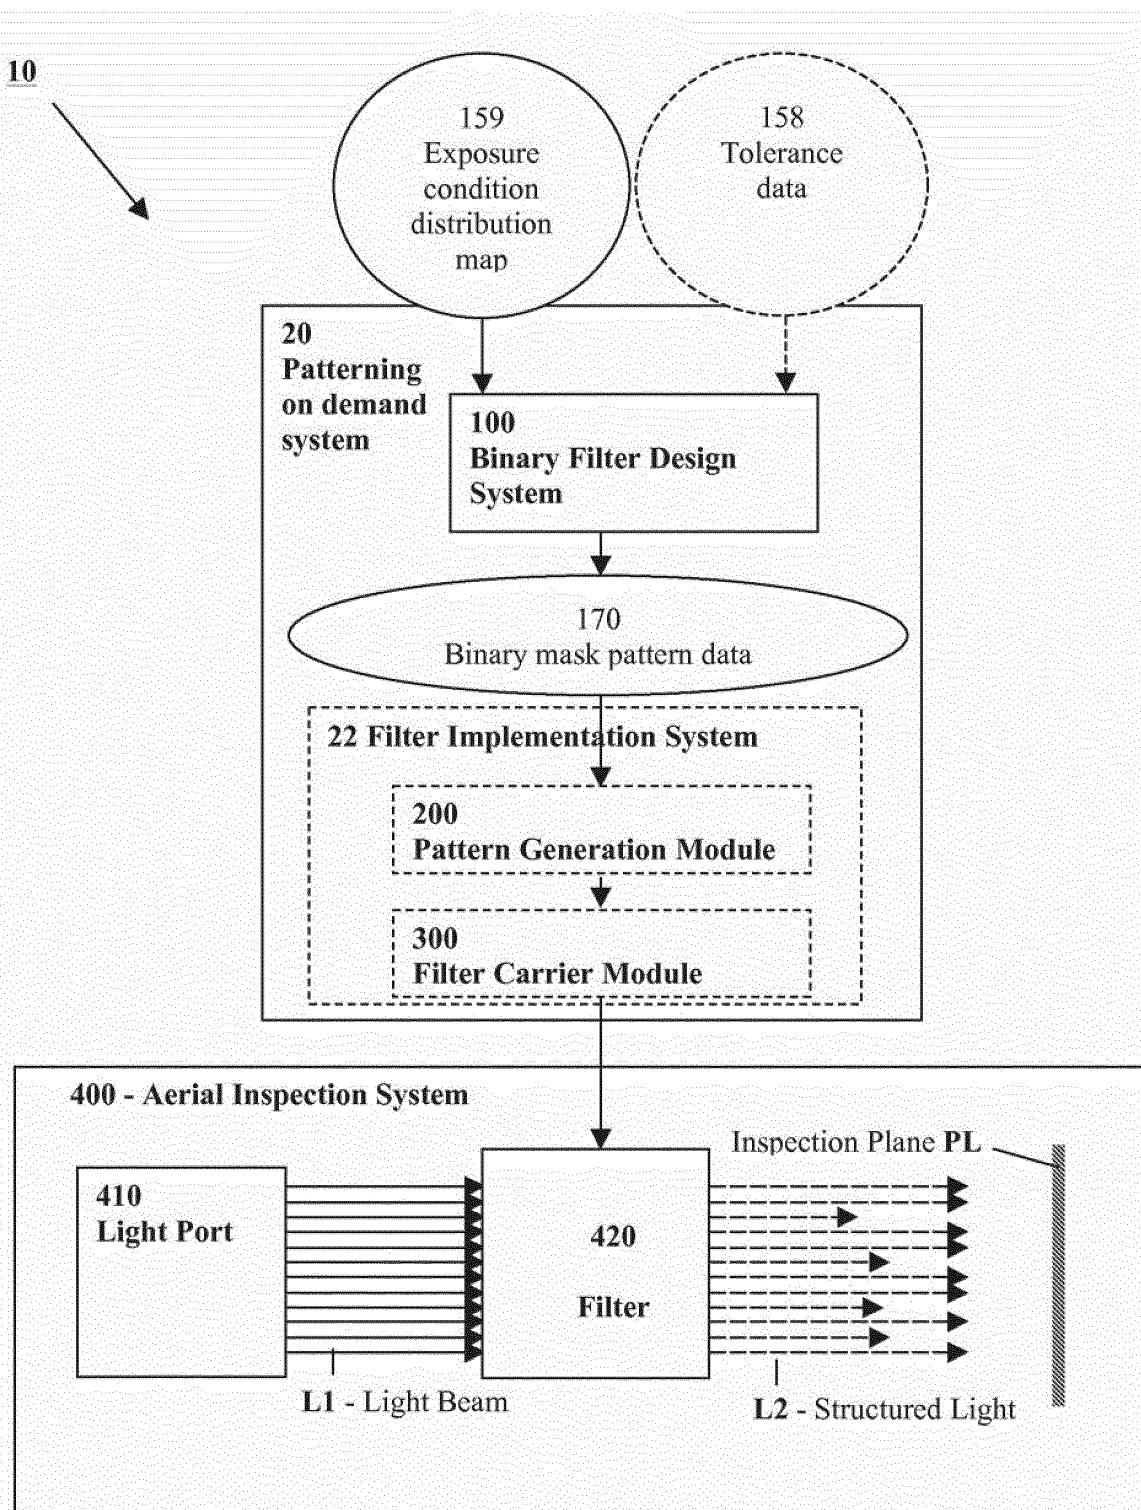 10
159
Exposure
condition
distribution
map
158
Tolerance
data
20
Patterning
on demand
system
100
Binary Filter Design
System
170
Binary mask pattern data
22 Filter Implementation System
200
Pattern Generation Module
300
Filter Carrier Module
400 - Aerial Inspection System
Inspection Plane PL
410
Light Port
420
Filter
L1 - Light Beam
L2 - Structured Light